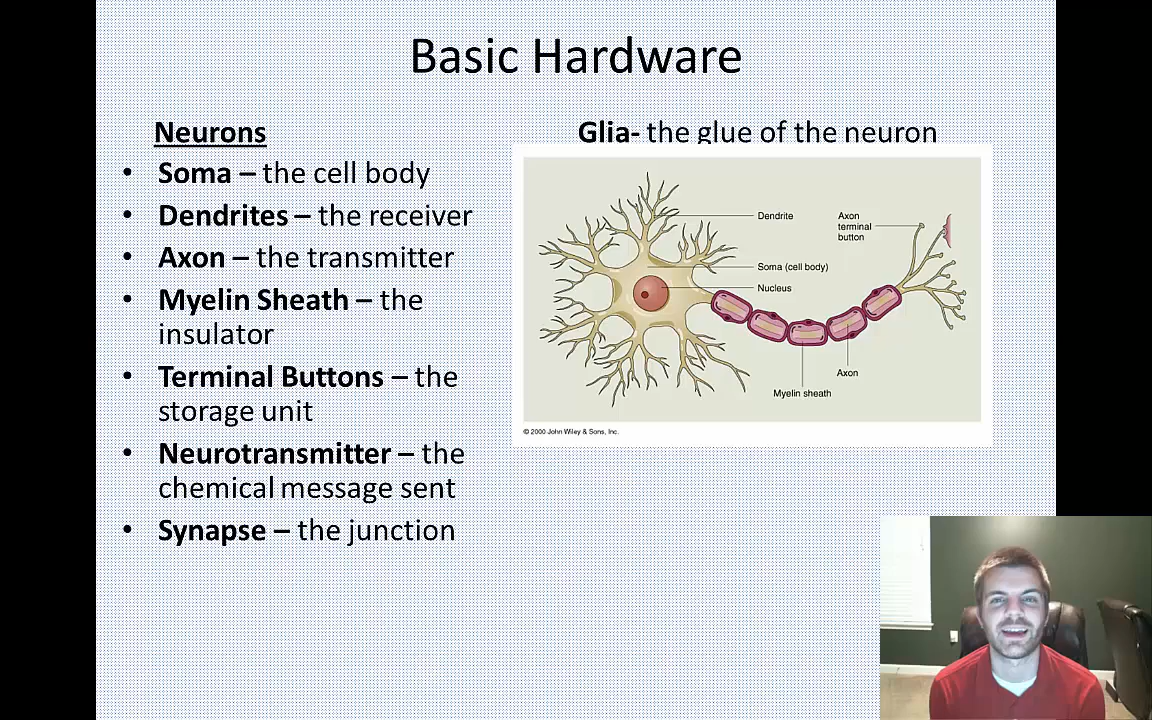 Basic Hardware
Neurons
• Soma – the cell body
• Dendrites – the receiver
• Axon – the transmitter
• Myelin Sheath – the
insulator
• Terminal Buttons – the
storage unit
• Neurotransmitter – the
chemical message sent
• Synapse – the junction
Glia- the glue of the neuron
Dendrite
Axon
terminal
button
Soma (cell body)
Nucleus
Axon
Myelin sheath
© 2000 John Wiley & Sons, Inc.